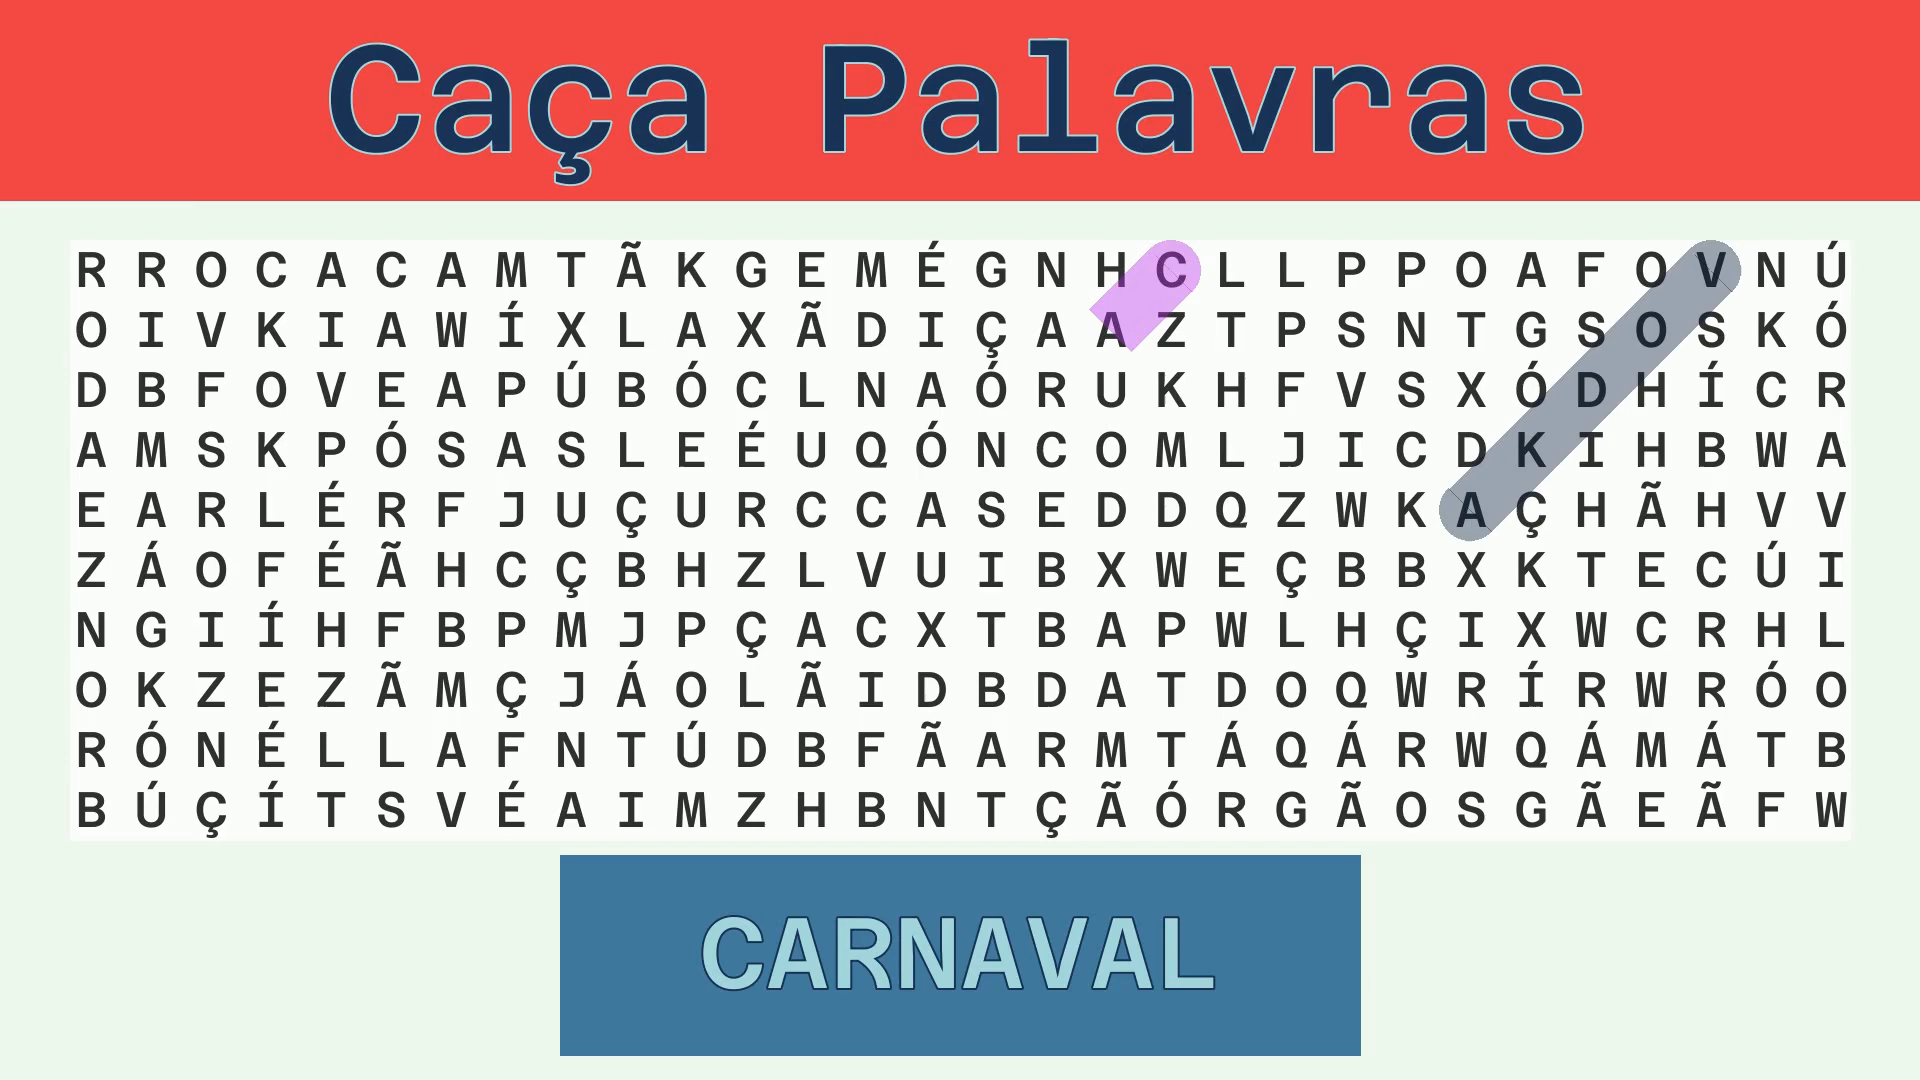 Caça Palavras
R R O C A C A M T Ã K G E M É G N H C L L P P O A F O V N Ú
O I V K I A W Í X L A X Ã D I Ç A A Z T P S N T G S O S K Ó
D B F O V E A P Ú B Ó C L N A Ó R U K H F V S X Ó D H Í C R
A M S K P Ó S A S L E É U Q Ó N C O M L J I C D K I H B W A
E A R L É R F J U Ç U R C C A S E D D Q Z W K A Ç H Ã H V V
Z Á O F É Ã H C Ç B H Z L V U I B X W E Ç B B X K T E C Ú I
N G I Í H F B P M J P Ç A C X T B A P W L H Ç I X W C R H L
O K Z E Z Ã M Ç J Á O L Ã I D B D A T D O Q W R Í R W R Ó O
R Ó N É L L A F N T Ú D B F Ã A R M T Á Q Á R W Q Á M Á T B
B Ú Ç Í T S V É A I M Z H B N T Ç Ã Ó R G Ã O S G Ã E Ã F W
CARNAVAL